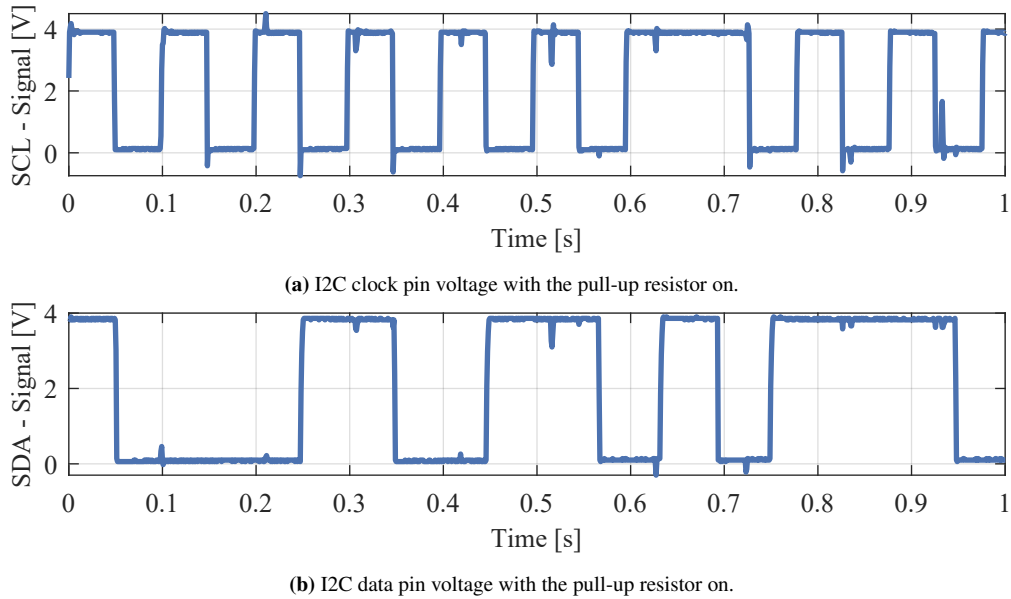 4
2
0
SCL - Signal [V]
0 0.1 0.2 0.3 0.4 0.5 0.6 0.7 0.8 0.9 1
Time [s]
(a) I2C clock pin voltage with the pull-up resistor on.
4
2
0
SDA - Signal [V]
0 0.1 0.2 0.3 0.4 0.5 0.6 0.7 0.8 0.9 1
Time [s]
(b) I2C data pin voltage with the pull-up resistor on.